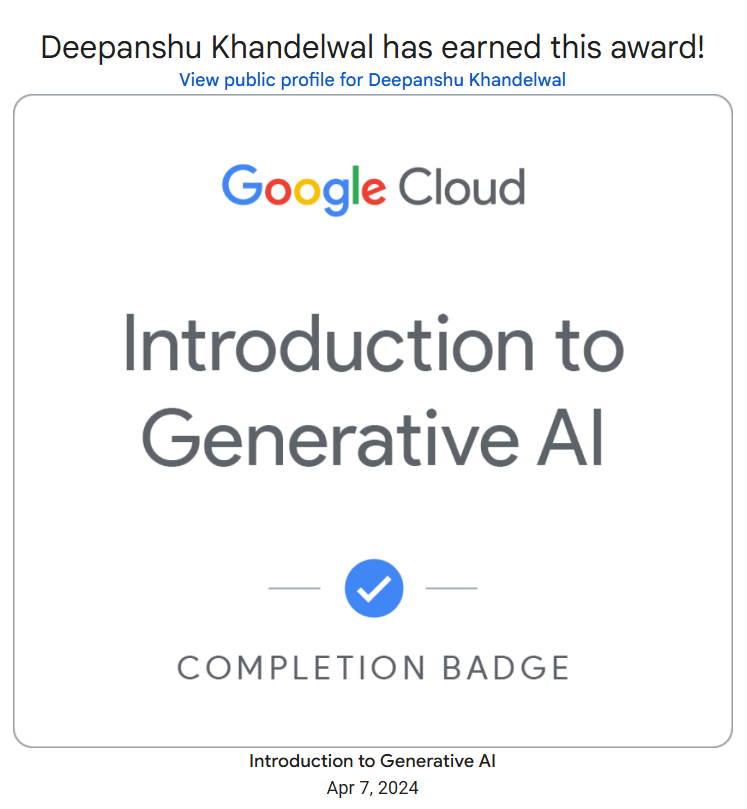 Deepanshu Khandelwal has earned this award!
View public profile for Deepanshu Khandelwal
Google Cloud
Introduction to
Generative AI
COMPLETION BADGE
Introduction to Generative AI
Apr 7, 2024